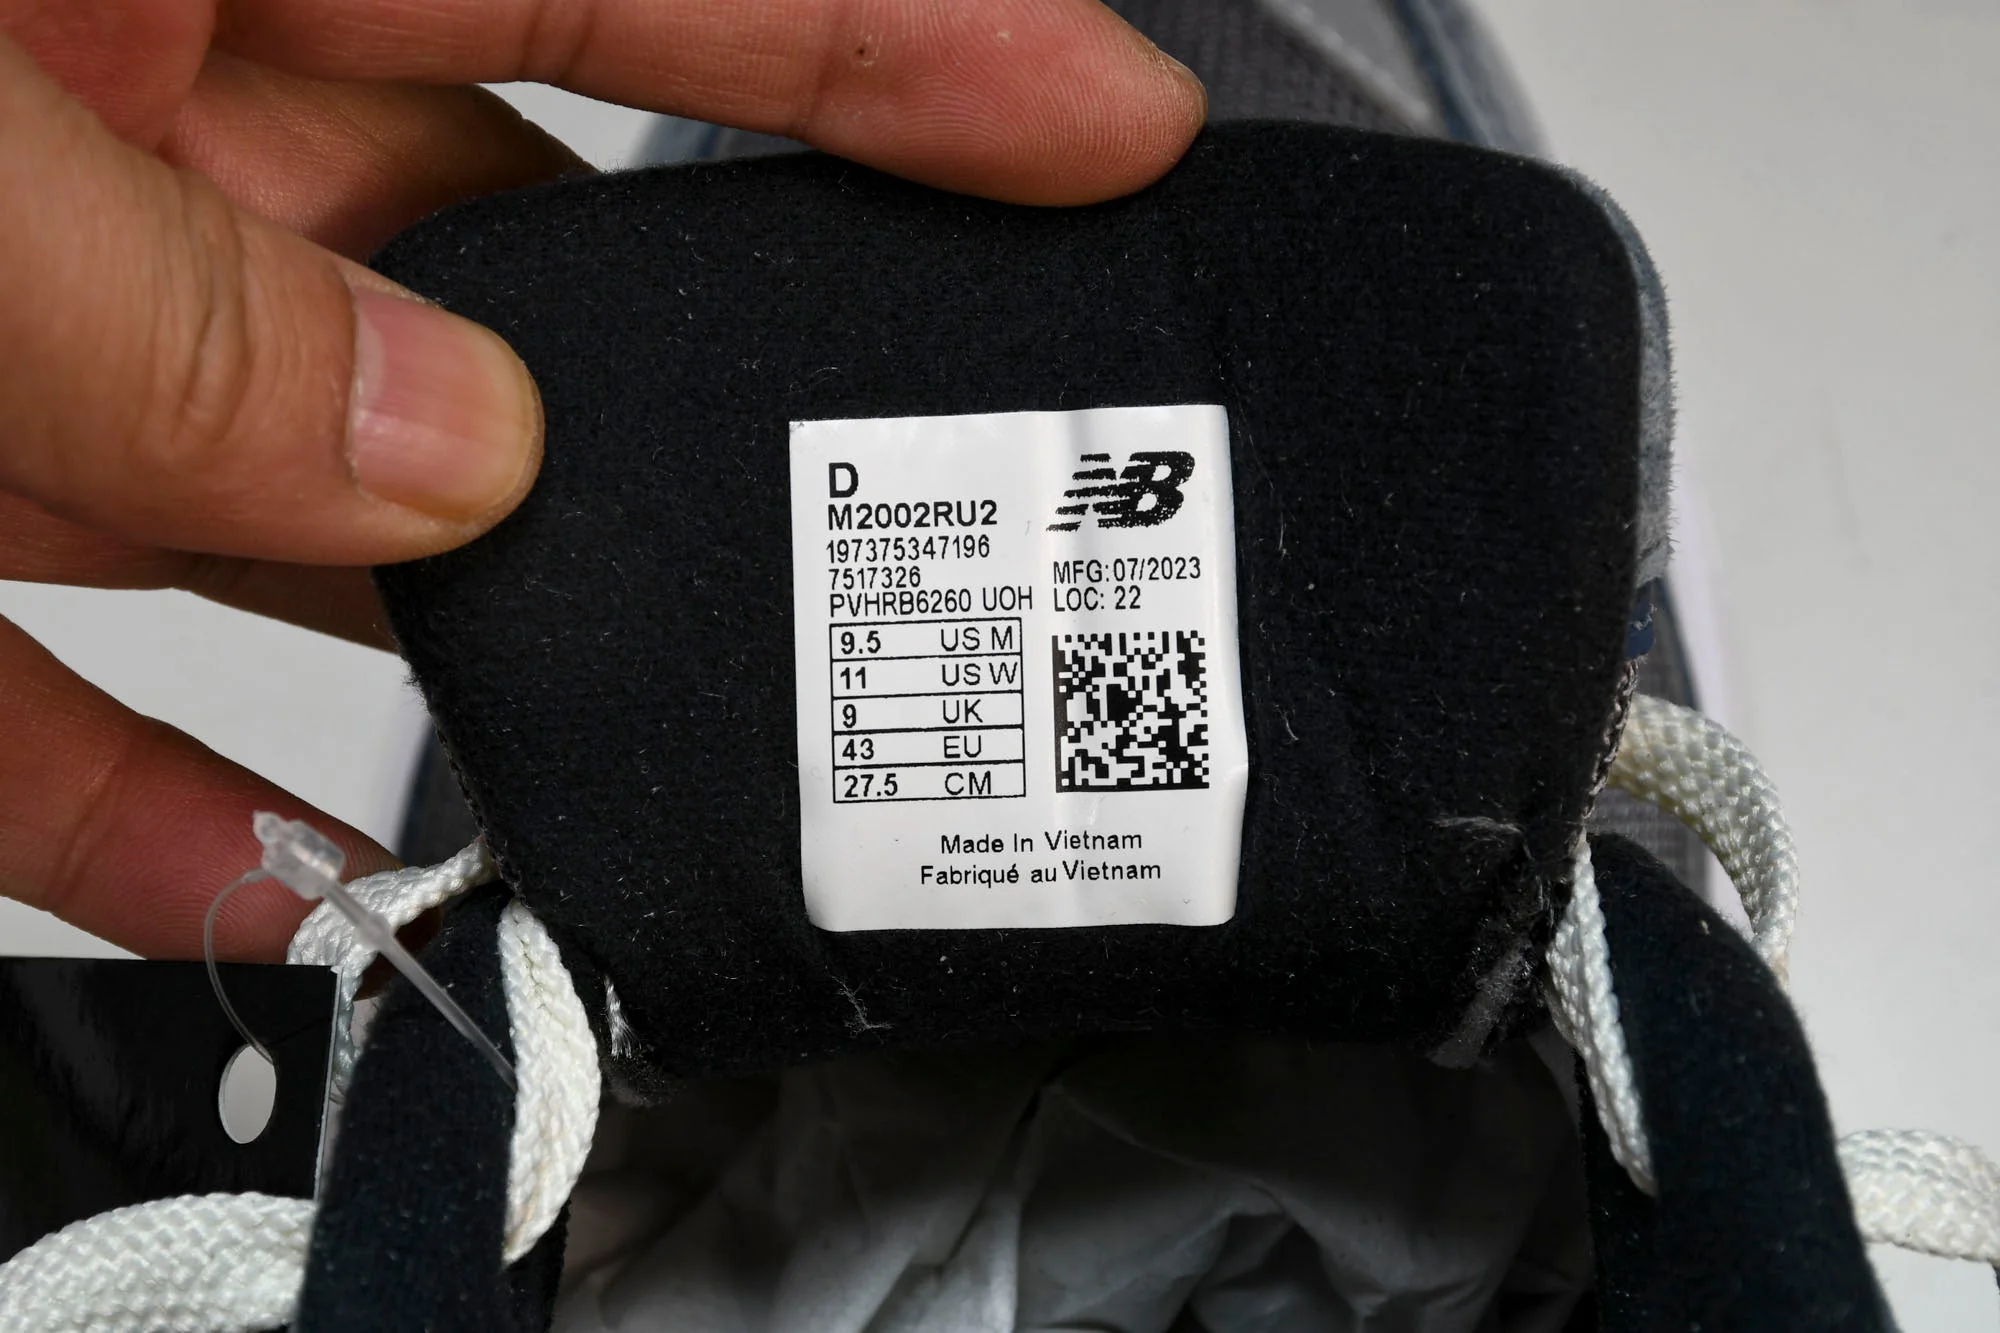 D
M2002RU2
NB
197375347196
7517326
PVHRB6260 UOH
MFG:07/2023
LOC: 22
9.5 US M
11 US W
9 UK
43 EU
27.5 CM
Made In Vietnam
Fabriqué au Vietnam